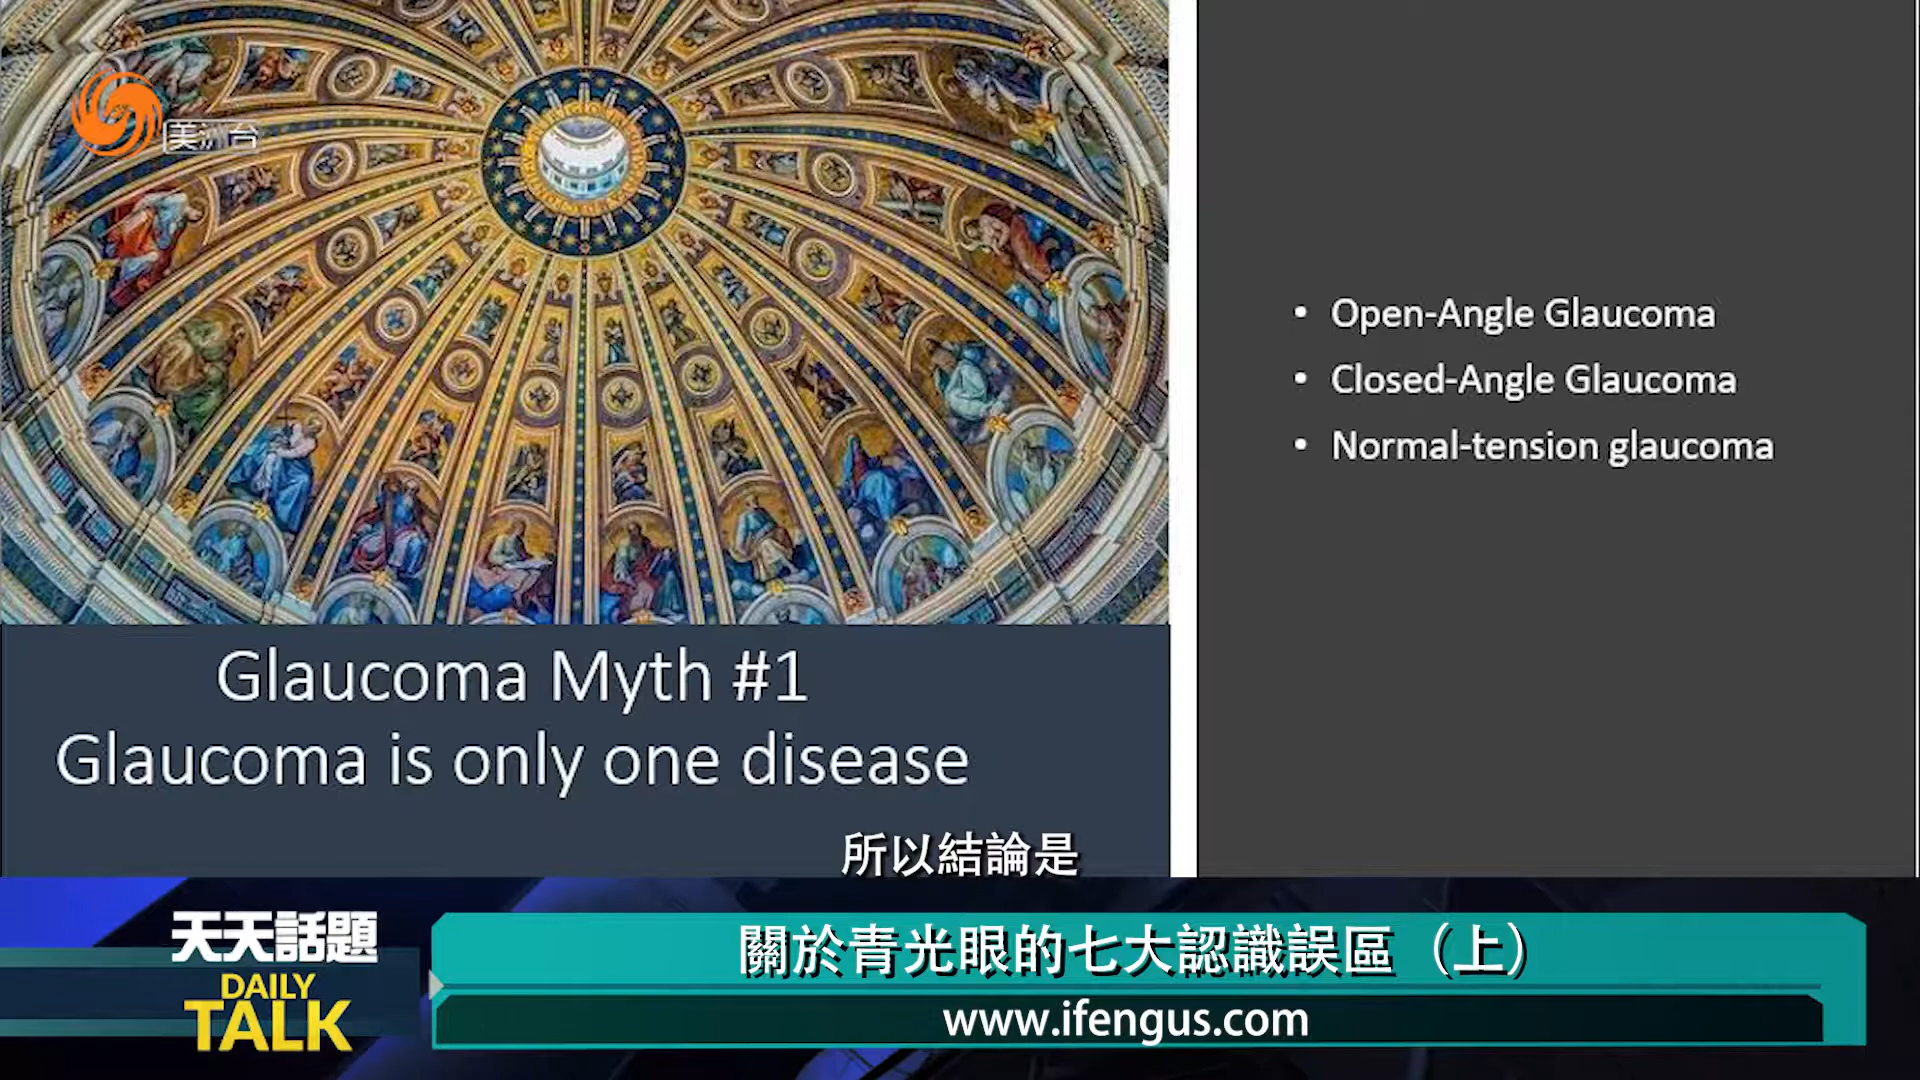 美洲台
Open-Angle Glaucoma
Closed-Angle Glaucoma
Normal-tension glaucoma
Glaucoma Myth #1
Glaucoma is only one disease
所以結論是
天天話題
DAILY
TALK
關於青光眼的七大認識誤區（上）
www.ifengus.com